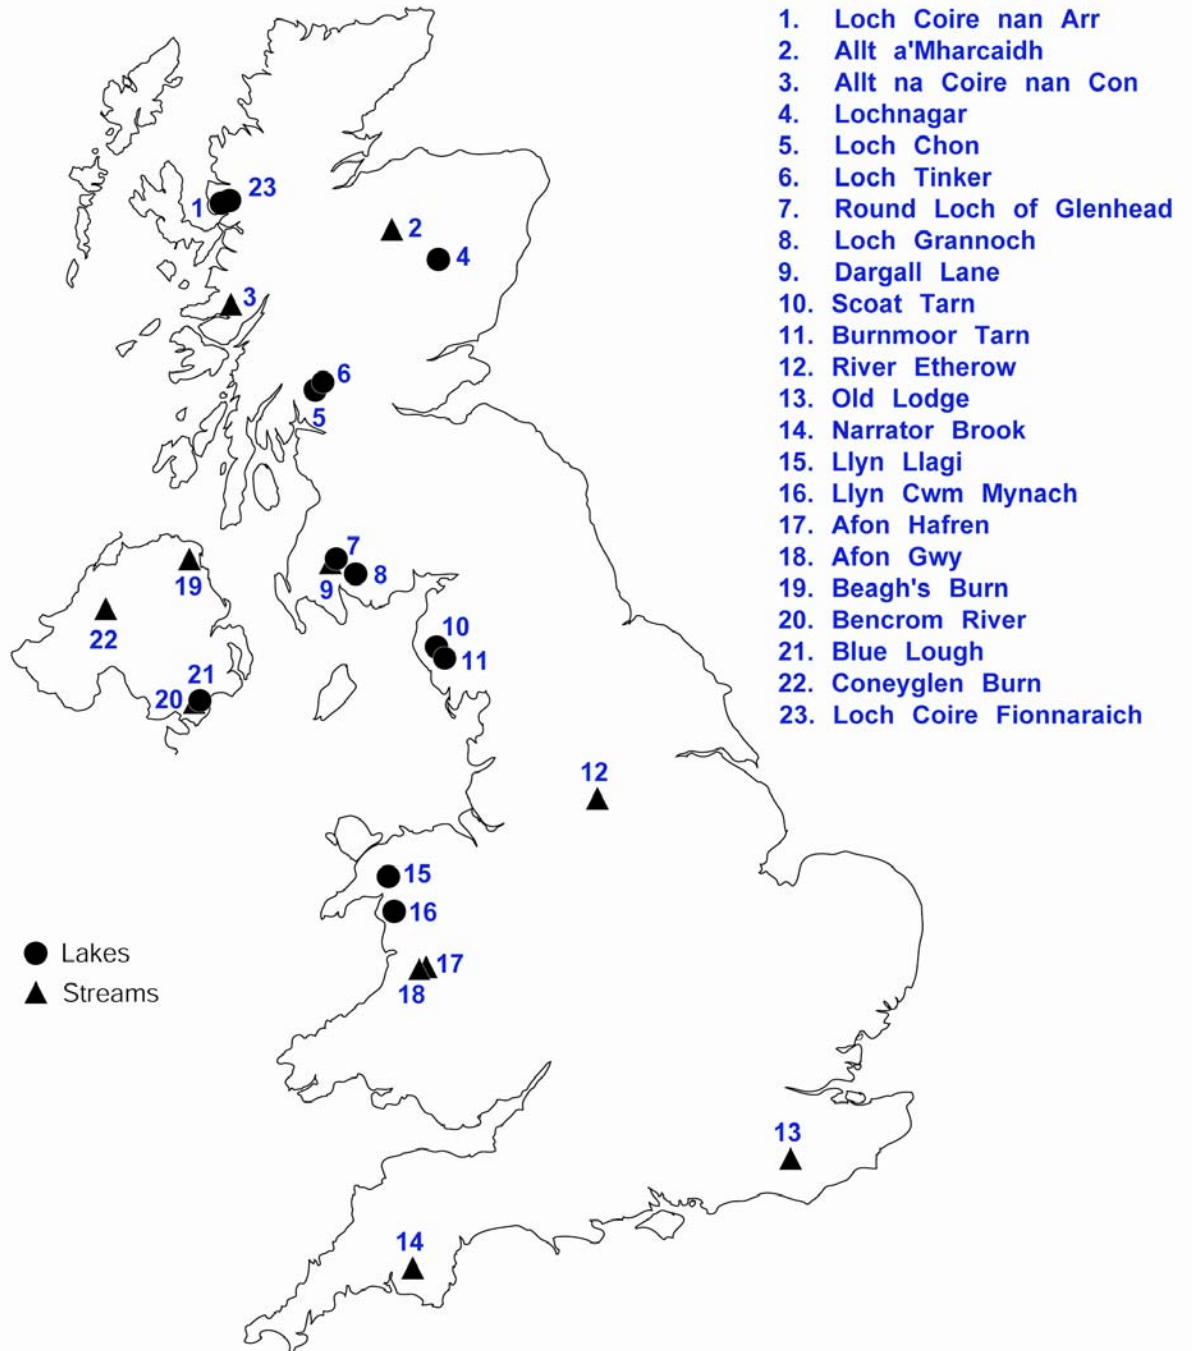 1. Loch Coire nan Arr
2. Allt a'Mharcaidh
3. Allt na Coire nan Con
4. Lochnagar
5. Loch Chon
6. Loch Tinker
7. Round Loch of Glenhead
8. Loch Grannoch
9. Dargall Lane
10. Scoat Tarn
11. Burnmoor Tarn
12. River Etherow
13. Old Lodge
14. Narrator Brook
15. Llyn Llagi
16. Llyn Cwm Mynach
17. Afon Hafren
18. Afon Gwy
19. Beagh's Burn
20. Bencrom River
21. Blue Lough
22. Coneyglen Burn
23. Loch Coire Fionnaraich
23
1
2
4
3
6
5
7
8
9
19
22
10
11
21
20
12
15
16
17
18
13
14
Lakes
Streams